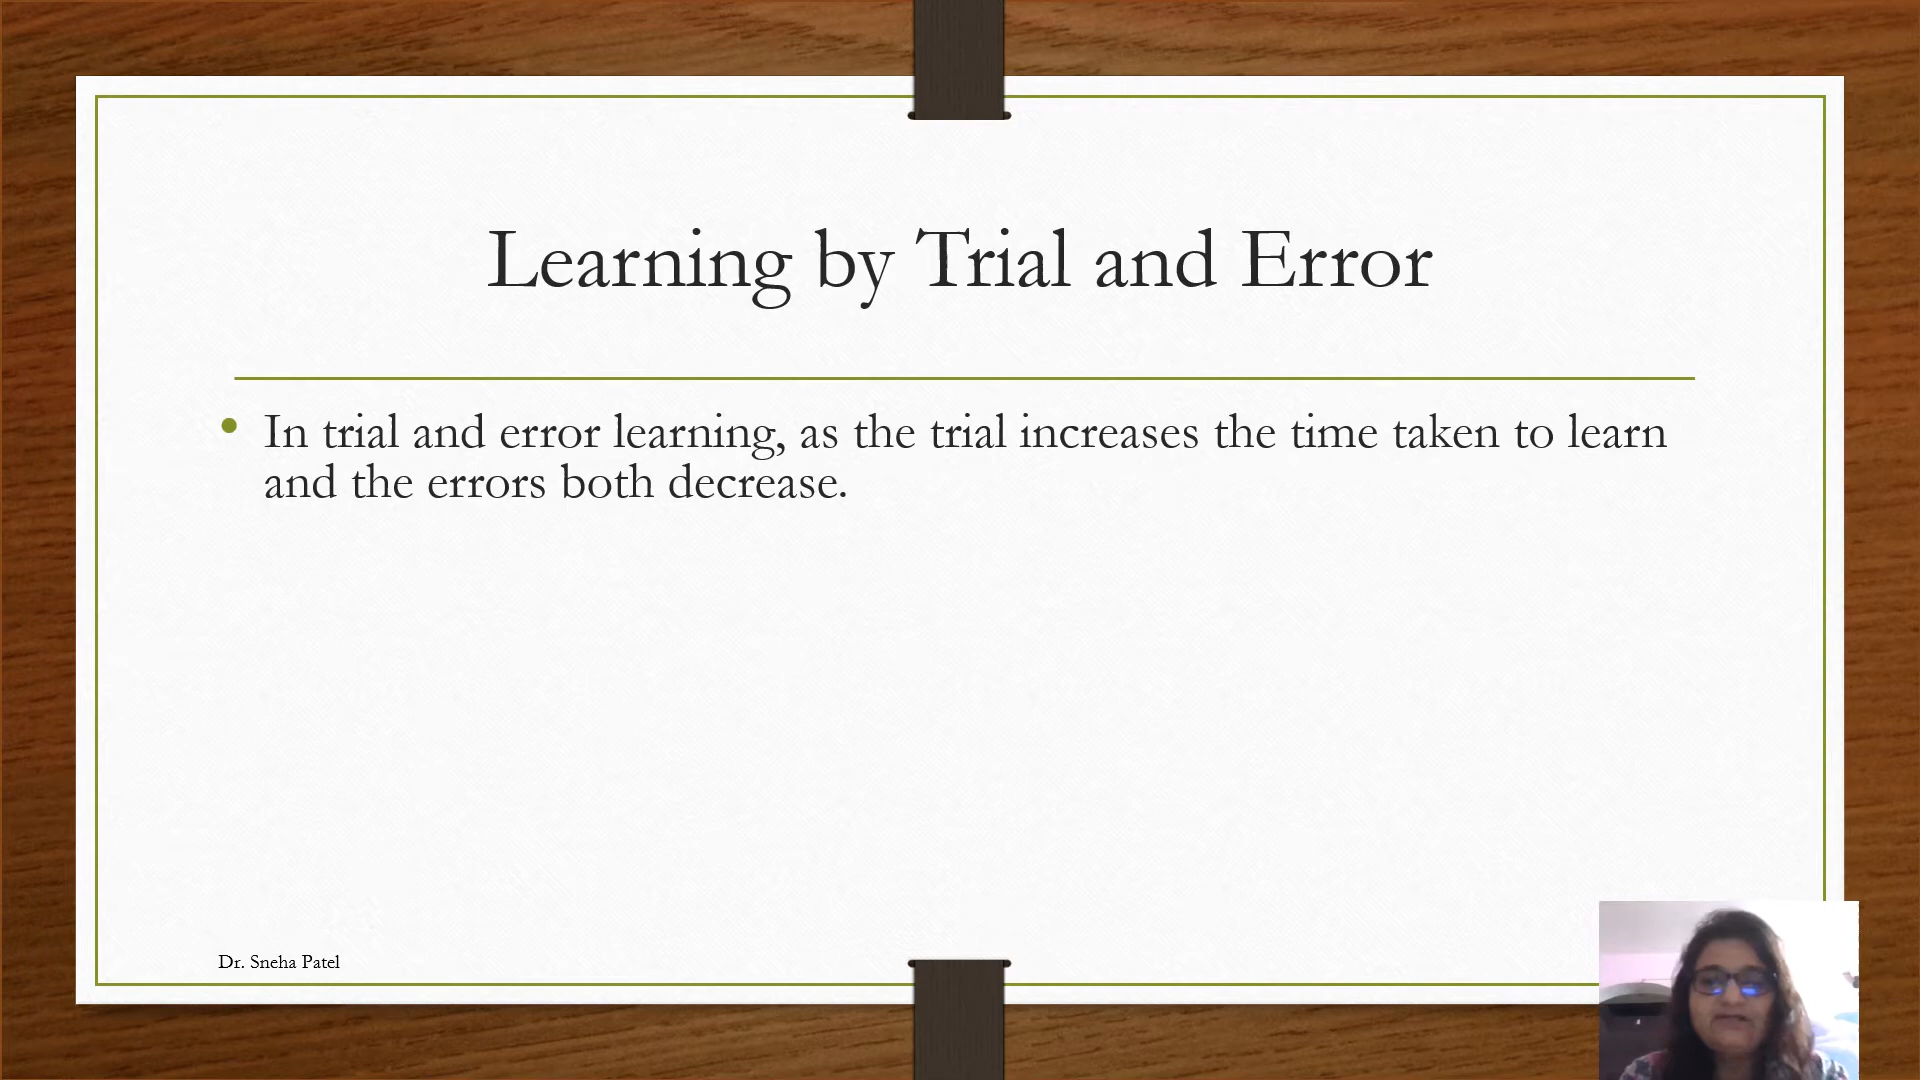 Learning by Trial and Error
• In trial and error learning, as the trial increases the time taken to learn
and the errors both decrease.
Dr. Sneha Patel